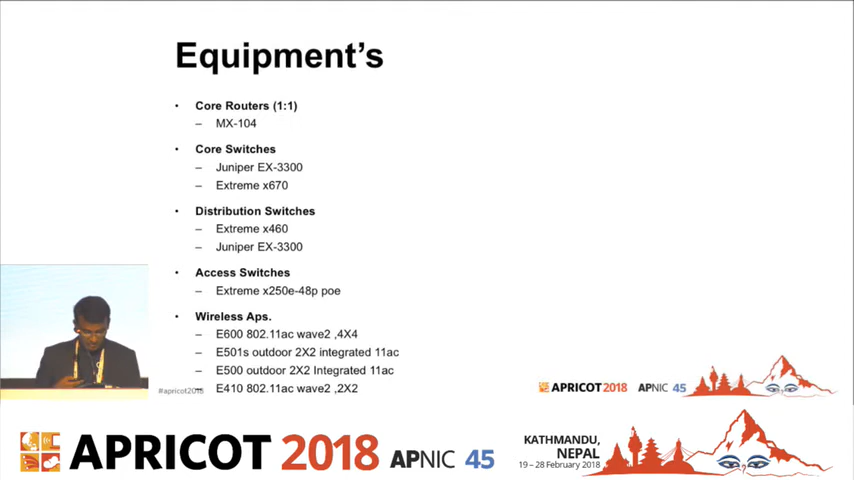 Equipment's
• Core Routers (1:1)
– MX-104
• Core Switches
– Juniper EX-3300
– Extreme x670
• Distribution Switches
– Extreme x460
– Juniper EX-3300
• Access Switches
– Extreme x250e-48p poe
• Wireless Aps.
– E600 802.11ac wave2 ,4X4
– E501s outdoor 2X2 integrated 11ac
– E500 outdoor 2X2 Integrated 11ac
– E410 802.11ac wave2 ,2X2
APRICOT 2018 APNIC 45
APRICOT 2018 APNIC 45
KATHMANDU,
NEPAL
19 – 28 February 2018